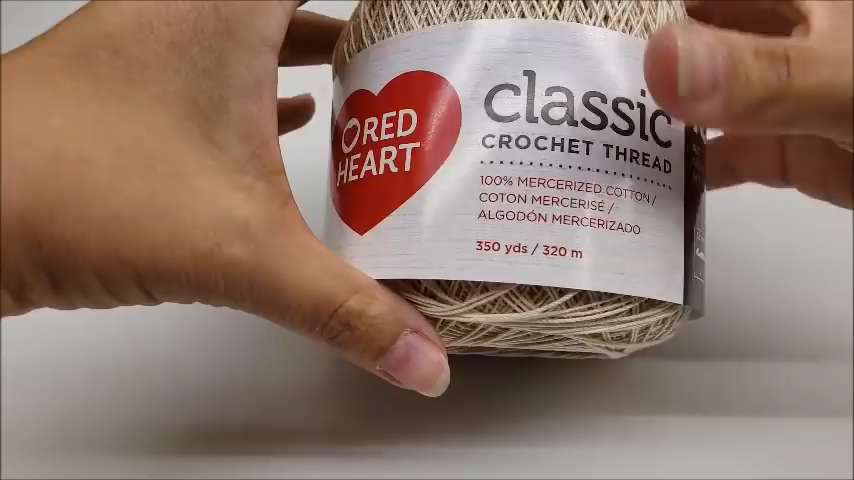 RED
HEART
classic
CROCHET THREAD
100% MERCERIZED COTTON/
COTON MERCERISÉ /
ALGODÓN MERCERIZADO
350 yds / 320 m